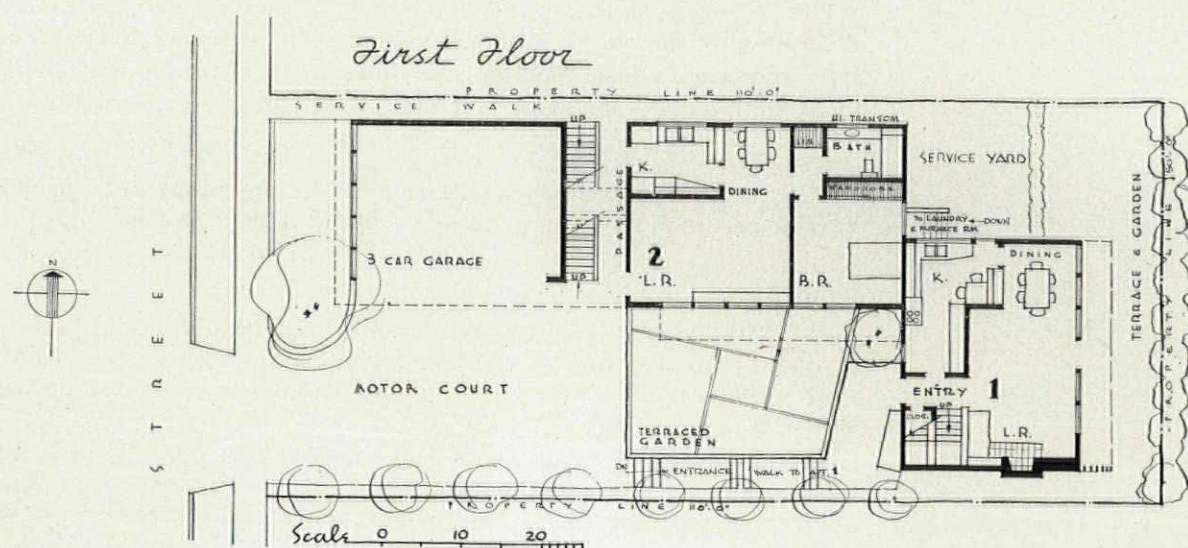 First Floor
PROPERTY LINE 110'-0"
SERVICE WALK
UP
HI-TRANSOM
K.
DINING
BATH
WARDROBE
SERVICE YARD
PASSAGE
TO LAUNDRY & FURNACE RM.
DOWN
N
STREET
3 CAR GARAGE
UP
2
L.R.
B.R.
K.
DINING
TERRACE & GARDEN
PROPERTY LINE
MOTOR COURT
ENTRY
1
CLOS.
UP
L.R.
TERRACED
GARDEN
ENTRANCE WALK TO APT. 1
PROPERTY LINE 110'-0"
Scale 0 10 20